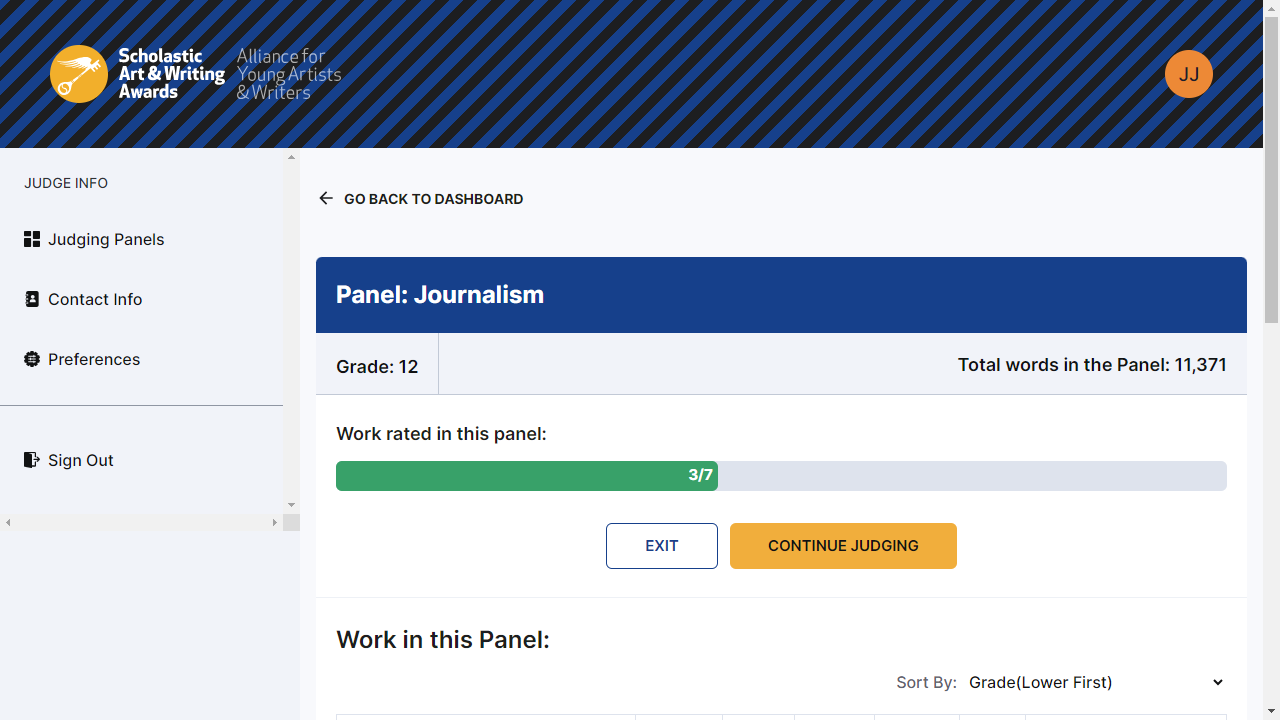 Scholastic
Art & Writing
Awards
Alliance for
Young Artists
& Writers
JJ
JUDGE INFO
Judging Panels
Contact Info
Preferences
Sign Out
GO BACK TO DASHBOARD
Panel: Journalism
Grade: 12
Total words in the Panel: 11,371
Work rated in this panel:
3/7
EXIT
CONTINUE JUDGING
Work in this Panel:
Sort By: Grade(Lower First)